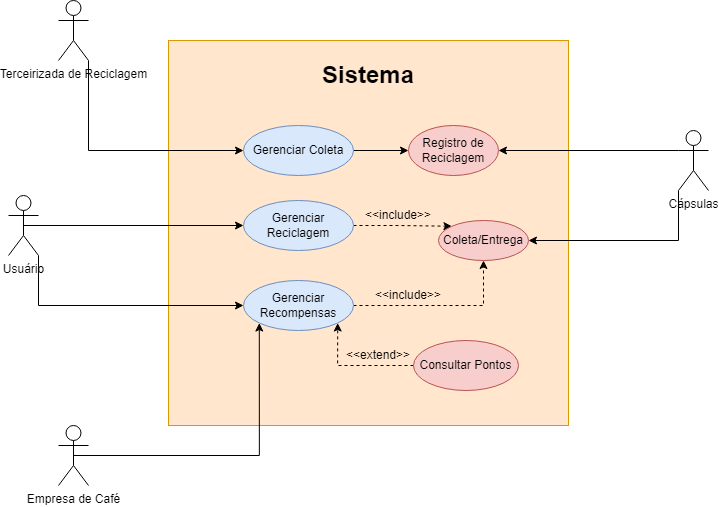 Terceirizada de Reciclagem
Sistema
Gerenciar Coleta
Registro de
Reciclagem
Cápsulas
Gerenciar
Reciclagem
<<include>>
Coleta/Entrega
Usuário
Gerenciar
Recompensas
<<include>>
<<extend>>
Consultar Pontos
Empresa de Café